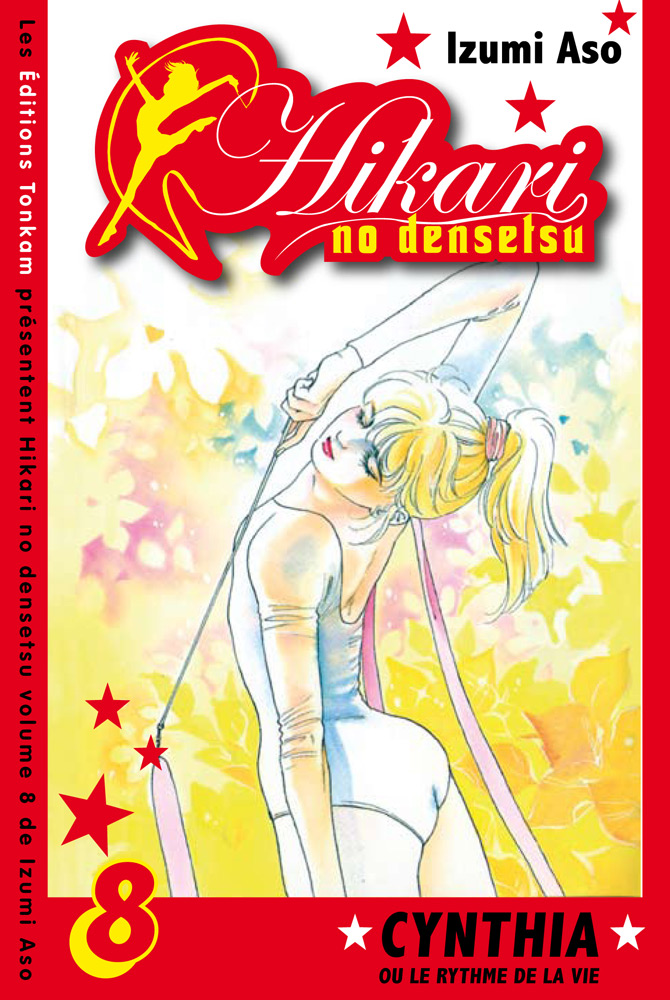 Izumi Aso
Hikari
no densetsu
Les Éditions Tonkam présentent Hikari no densetsu volume 8 de Izumi Aso
8
CYNTHIA
OU LE RYTHME DE LA VIE